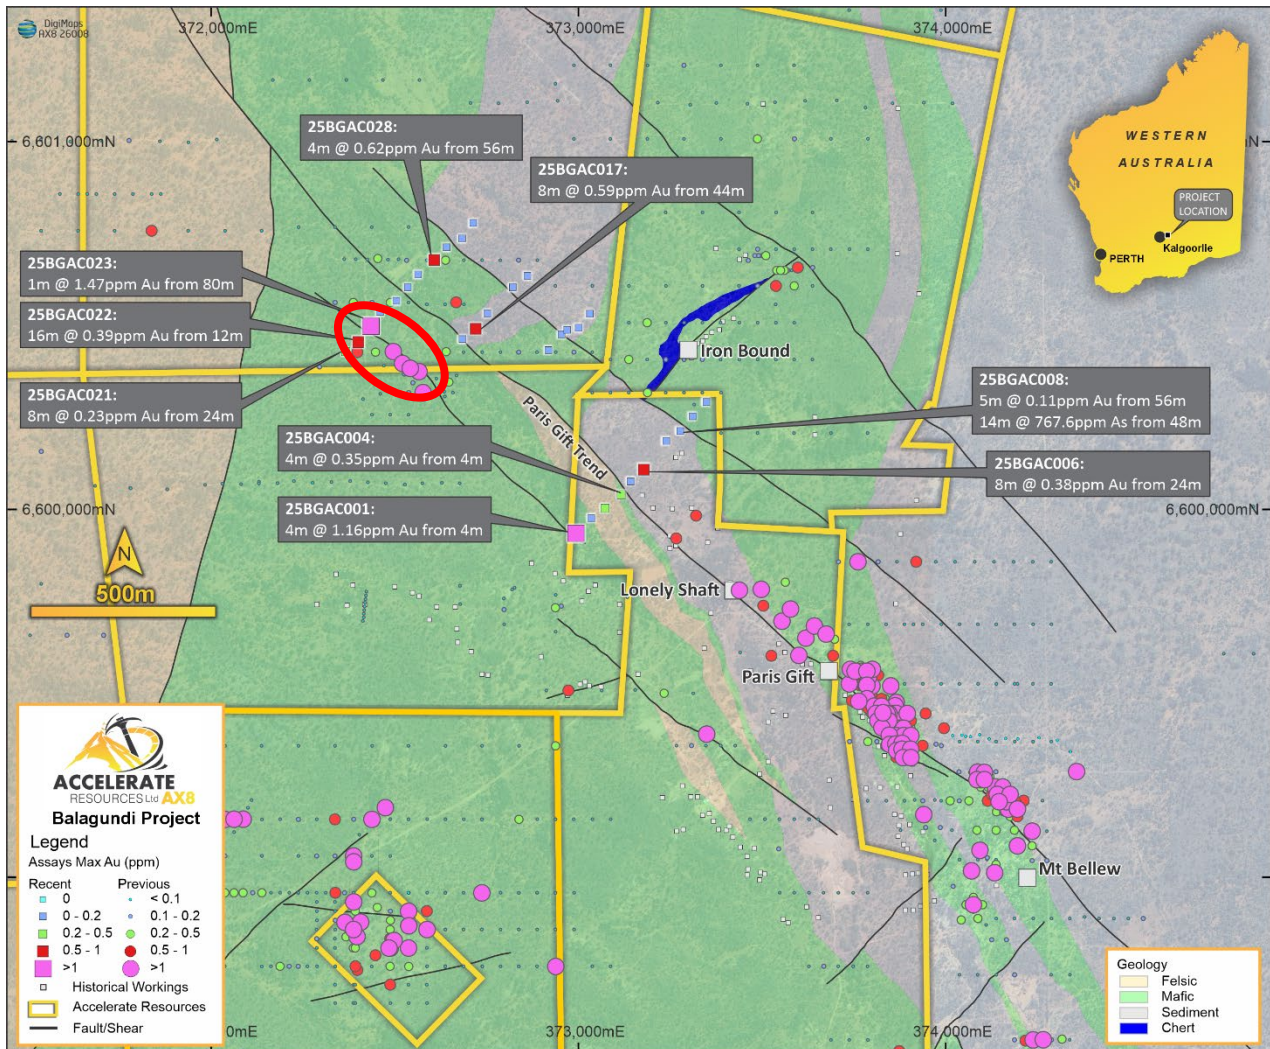 DigiMaps
AX8 26008
372,000mE
373,000mE
374,000mE
6,601,000mN
mN
WESTERN
AUSTRALIA
PROJECT
LOCATION
Kalgoorlie
PERTH
25BGAC028:
4m @ 0.62ppm Au from 56m
25BGAC017:
8m @ 0.59ppm Au from 44m
25BGAC023:
1m @ 1.47ppm Au from 80m
25BGAC022:
16m @ 0.39ppm Au from 12m
25BGAC021:
8m @ 0.23ppm Au from 24m
Iron Bound
25BGAC008:
5m @ 0.11ppm Au from 56m
14m @ 767.6ppm As from 48m
Paris Gift Trend
25BGAC004:
4m @ 0.35ppm Au from 4m
25BGAC006:
8m @ 0.38ppm Au from 24m
25BGAC001:
4m @ 1.16ppm Au from 4m
6,600,000mN
6,600,000mN
N
500m
Lonely Shaft
Paris Gift
Mt Bellew
ACCELERATE
RESOURCES Ltd AX8
Balagundi Project
Legend
Assays Max Au (ppm)
Recent Previous
0 < 0.1
0 - 0.2 0.1 - 0.2
0.2 - 0.5 0.2 - 0.5
0.5 - 1 0.5 - 1
>1 >1
Historical Workings
Accelerate Resources
Fault/Shear
Geology
Felsic
Mafic
Sediment
Chert
0mE
373,000mE
374,000mE